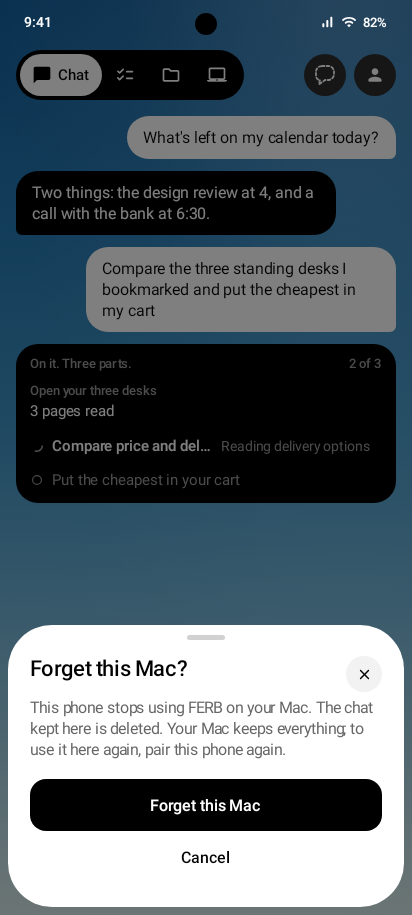 9:41
82%
Chat
What's left on my calendar today?
Two things: the design review at 4, and a
call with the bank at 6:30.
Compare the three standing desks I
bookmarked and put the cheapest in
my cart
On it. Three parts.
2 of 3
Open your three desks
3 pages read
Compare price and del…
Reading delivery options
Put the cheapest in your cart
Forget this Mac?
This phone stops using FERB on your Mac. The chat
kept here is deleted. Your Mac keeps everything; to
use it here again, pair this phone again.
Forget this Mac
Cancel